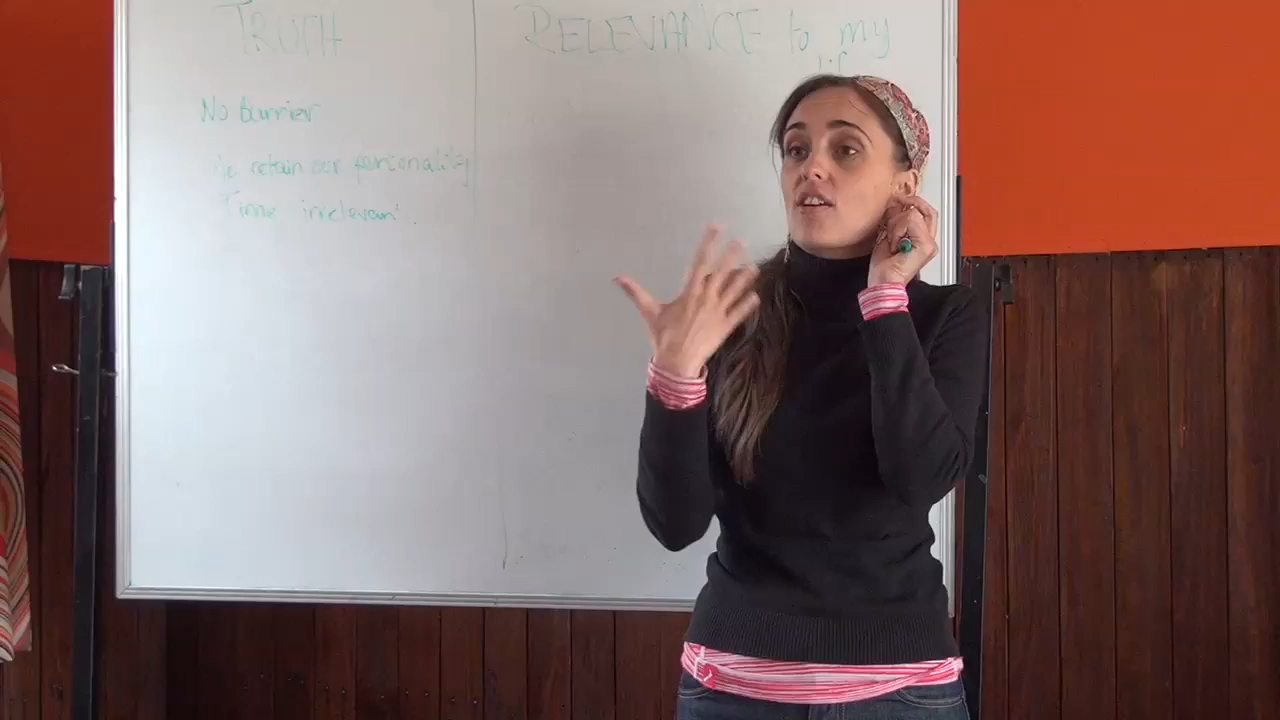 TRUTH
RELEVANCE to my
No barrier
We retain our personality
Time irrelevant